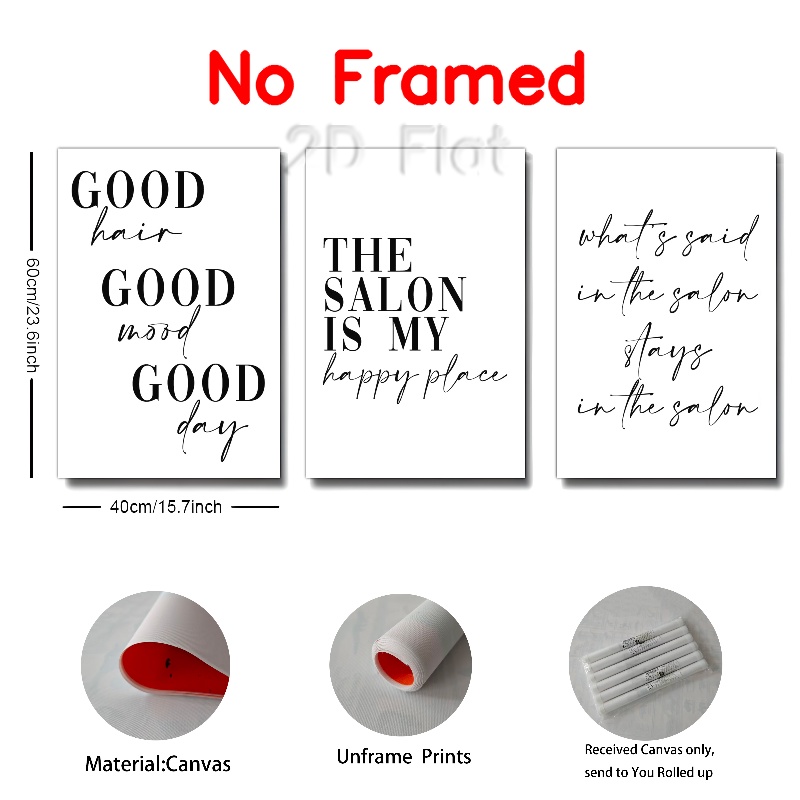 No Framed
2D Flat
GOOD
hair
GOOD
mood
GOOD
day
THE
SALON
IS MY
happy place
what's said
in the salon
stays
in the salon
60cm/23.6inch
40cm/15.7inch
Material:Canvas
Unframe Prints
Received Canvas only,
send to You Rolled up